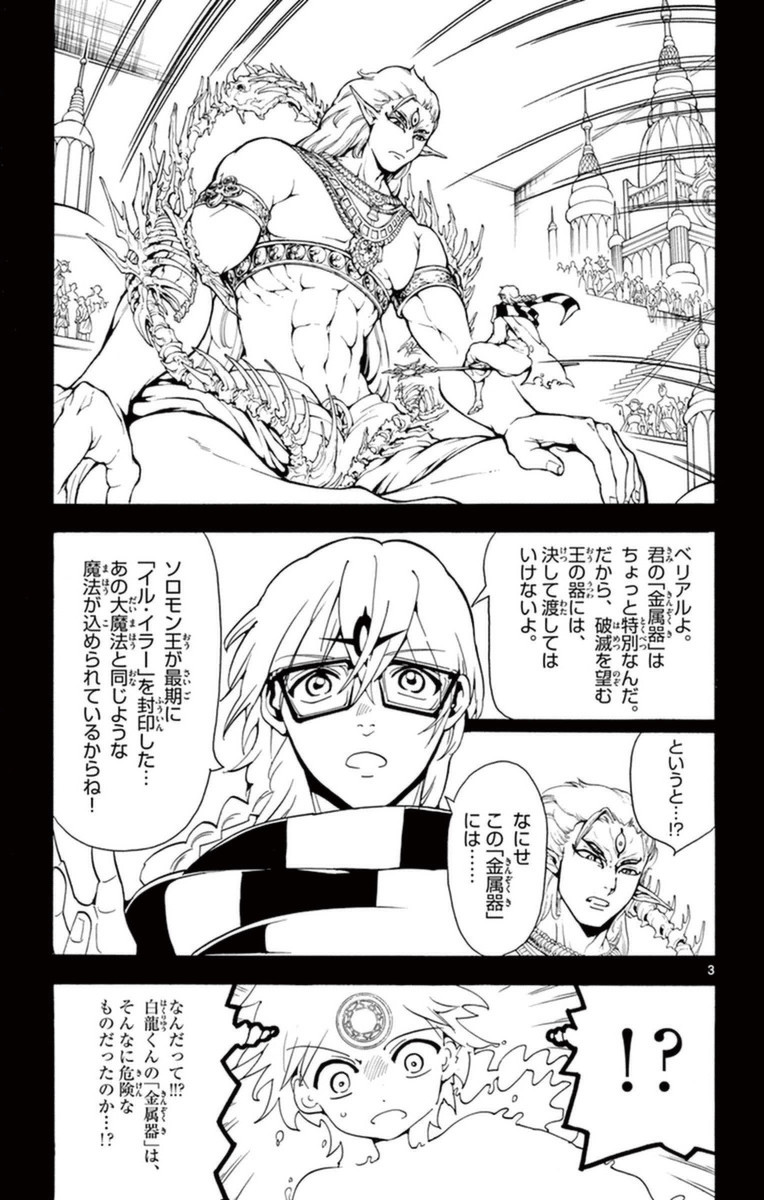 ベリアルよ。
君の「金属器」は
ちょっと特別なんだ。
だから、破滅を望む
王の器には、
決して渡しては
いけないよ。
というと…!?
なにせ
この「金属器」
には……
ソロモン王が最期に
「イル・イラー」を封印した…
あの大魔法と同じような
魔法が込められているからね!
3
!?
なんだって!!?
白龍くんの「金属器」は、
そんなに危険な
ものだったのか…!?